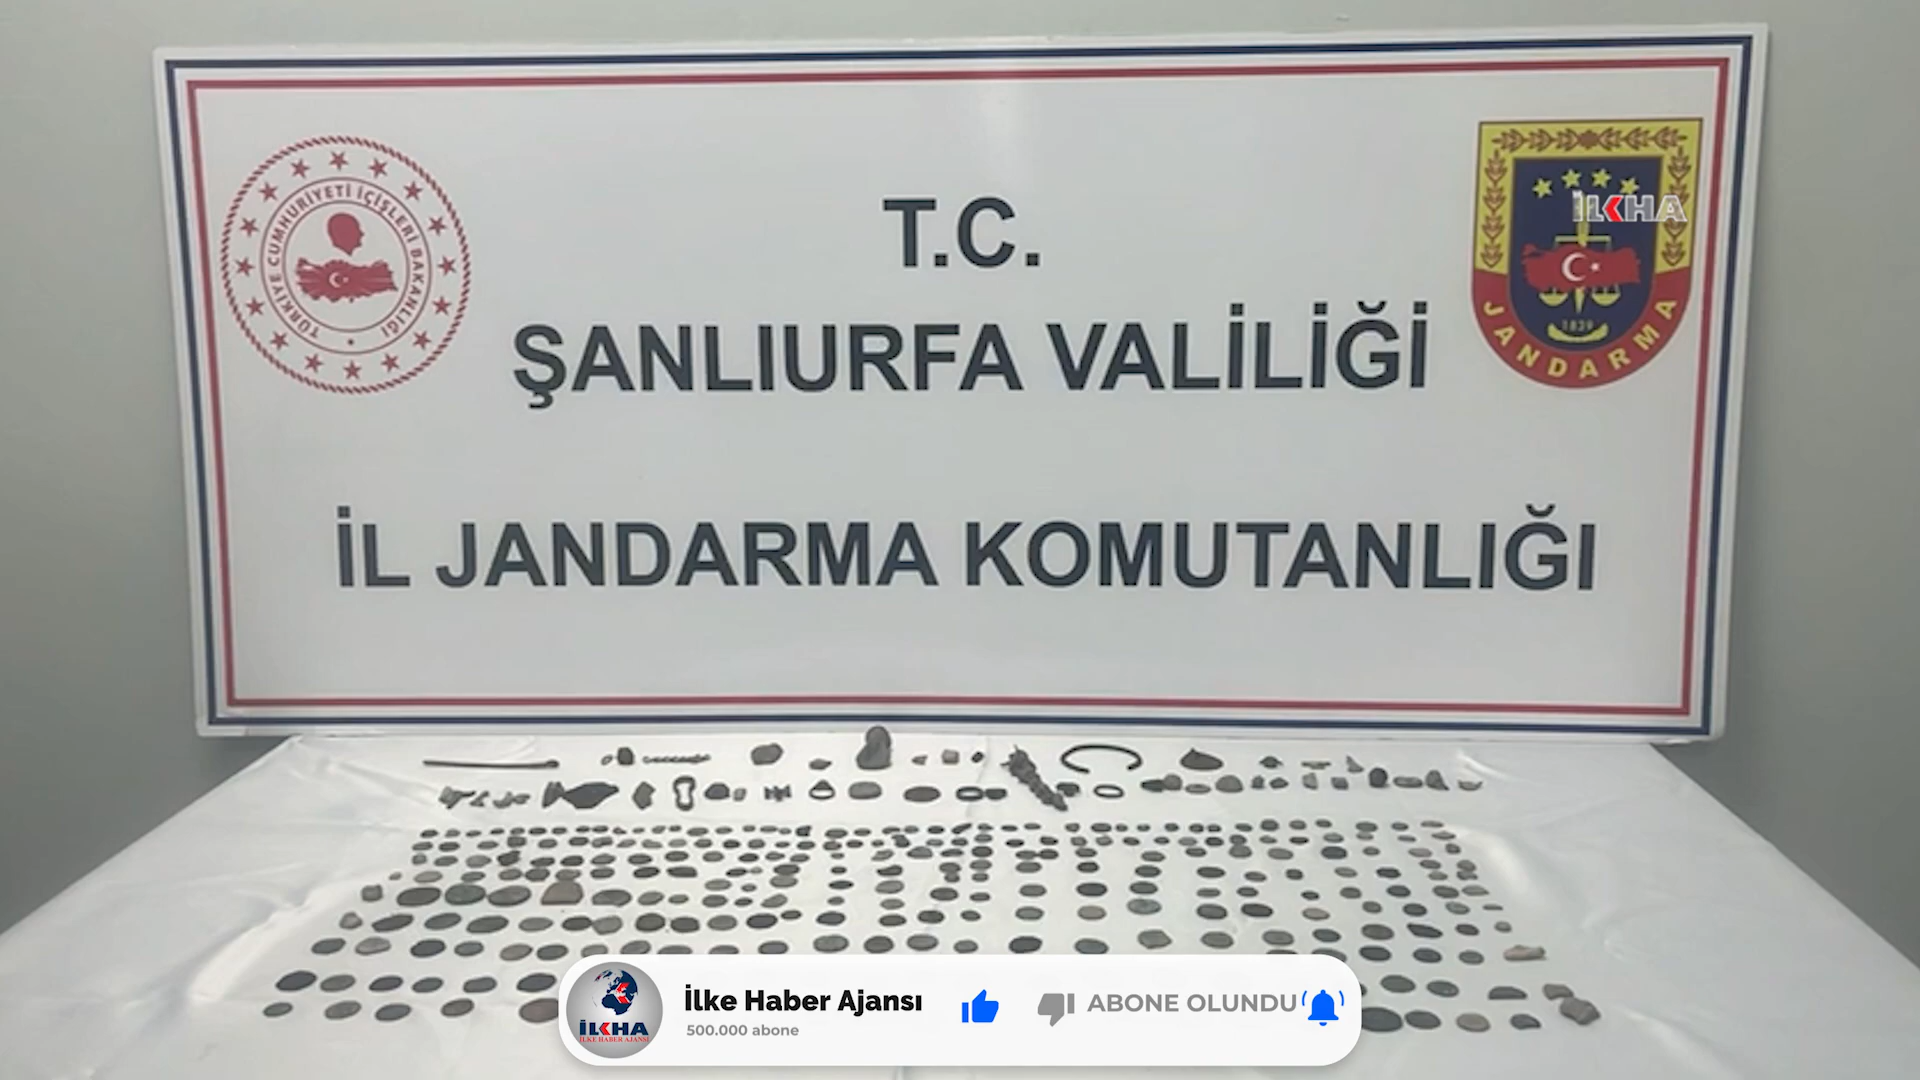 TÜRKİYE CUMHURİYETİ İÇİŞLERİ BAKANLIĞI
T.C.
ŞANLIURFA VALİLİĞİ
İL JANDARMA KOMUTANLIĞI
İLKHA
1839
JANDARMA
İLKHA
İLKE HABER AJANSI
İlke Haber Ajansı
500.000 abone
ABONE OLUNDU